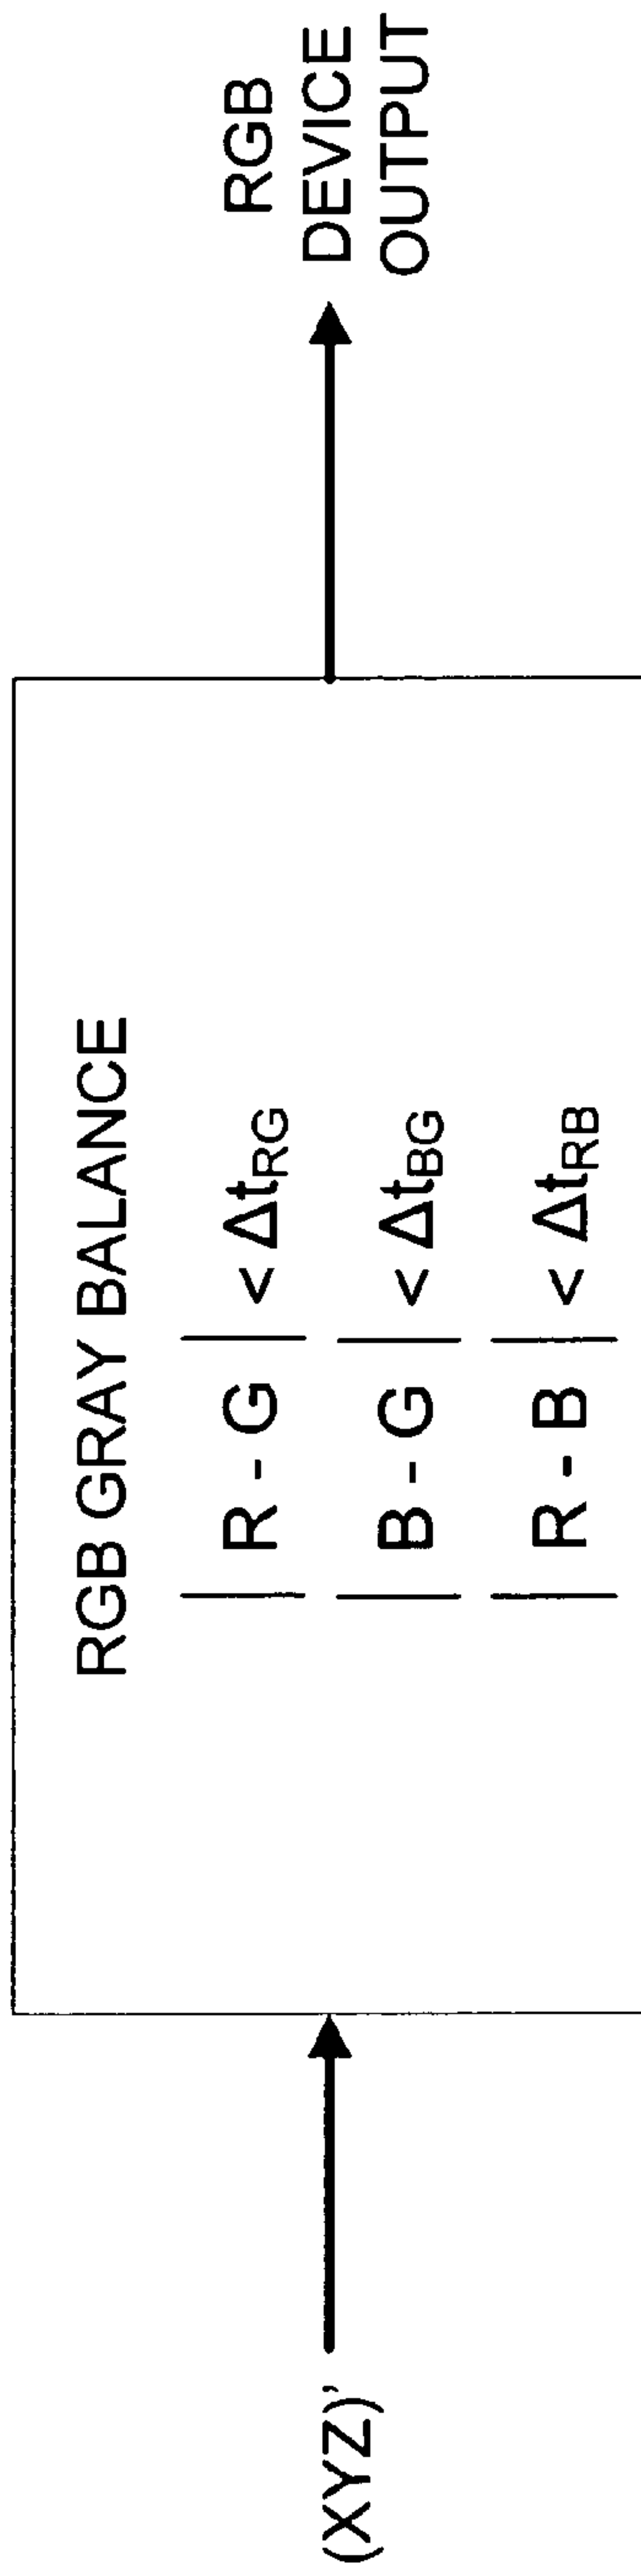 (XYZ)'
RGB GRAY BALANCE
| R - G | < Δt_RG
| B - G | < Δt_BG
| R - B | < Δt_RB
RGB
DEVICE
OUTPUT